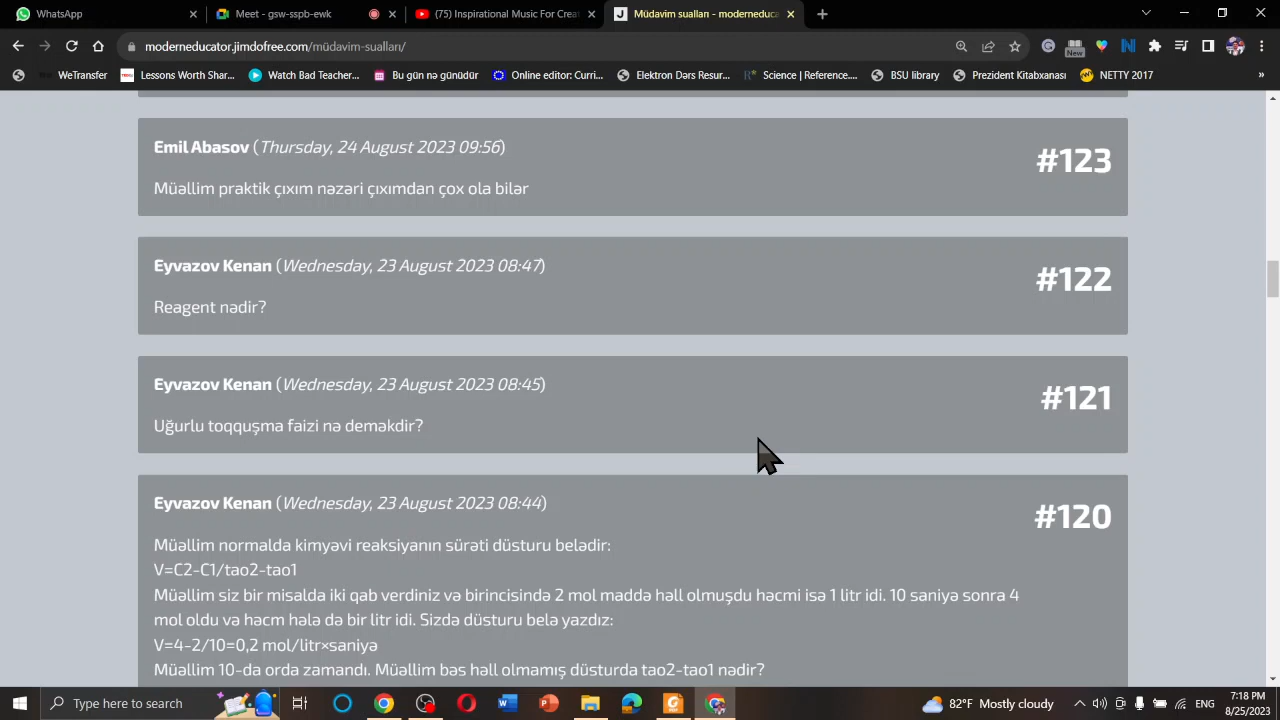 WhatsApp
Meet - gsw-sspb-ewk
(75) Inspirational Music For Creat
Müdavim sualları - moderneduca
moderneducator.jimdofree.com/müdavim-sualları/
New
WeTransfer
Lessons Worth Shar...
Watch Bad Teacher...
Bu gün nə günüdür
Online eğitim Curri...
Elektron Dərs Resur...
Science | Reference....
BSU library
Prezident Kitabxanası
NETTY 2017
»
Emil Abasov (Thursday, 24 August 2023 09:56)
#123
Müəllim praktik çıxım nəzəri çıxımdan çox ola bilər
Eyvazov Kenan (Wednesday, 23 August 2023 08:47)
#122
Reagent nədir?
Eyvazov Kenan (Wednesday, 23 August 2023 08:45)
#121
Uğurlu toqquşma faizi nə deməkdir?
Eyvazov Kenan (Wednesday, 23 August 2023 08:44)
#120
Müəllim normalda kimyəvi reaksiyanın sürəti düsturu belədir:
V=C2-C1/tao2-tao1
Müəllim siz bir misalda iki qab verdiniz və birincisində 2 mol maddə həll olmuşdu həcmi isə 1 litr idi. 10 saniyə sonra 4
mol oldu və həcm hələ də bir litr idi. Sizdə düsturu belə yazdız:
V=4-2/10=0,2 mol/litr×saniyə
Müəllim 10-da orda zamandı. Müəllim bəs həll olmamış düsturda tao2-tao1 nədir?
Type here to search
82°F Mostly cloudy
ENG
7:18 PM
8/25/2023